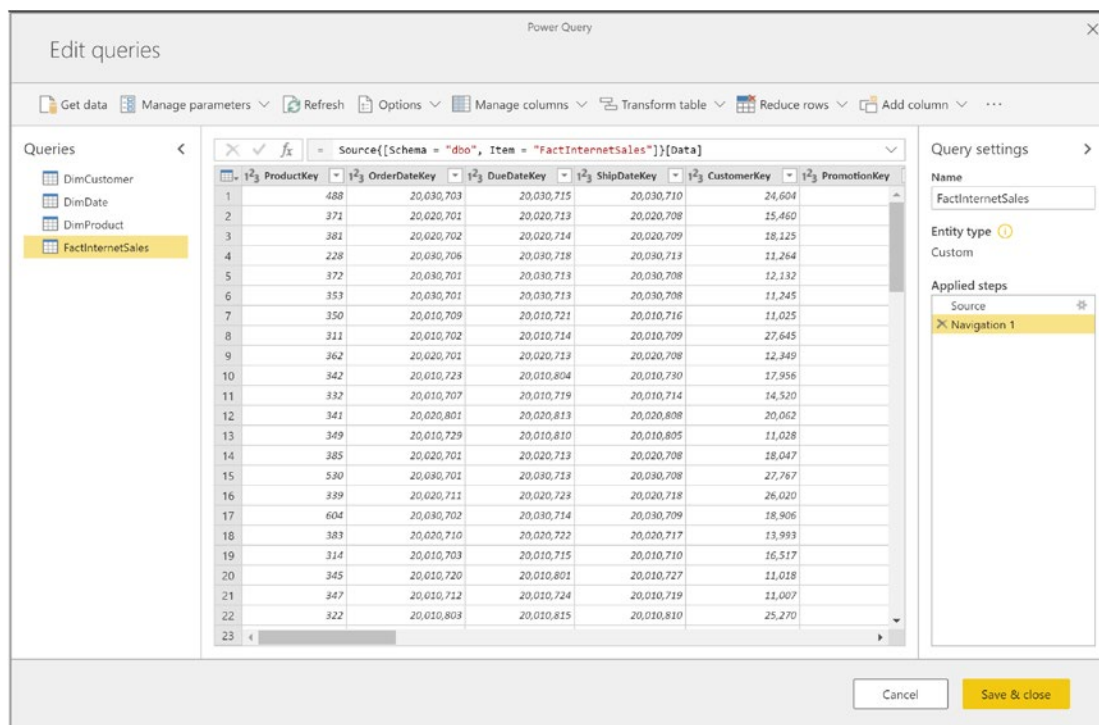 Power Query
Edit queries
Get data Manage parameters Refresh Options Manage columns Transform table Reduce rows Add column ...
Queries
DimCustomer
DimDate
DimProduct
FactInternetSales
fx = Source{[Schema = "dbo", Item = "FactInternetSales"]}[Data]
123 ProductKey 123 OrderDateKey 123 DueDateKey 123 ShipDateKey 123 CustomerKey 123 PromotionKey
1 488 20,030,703 20,030,715 20,030,710 24,604
2 371 20,020,701 20,020,713 20,020,708 15,460
3 381 20,020,702 20,020,714 20,020,709 18,125
4 228 20,030,706 20,030,718 20,030,713 11,264
5 372 20,030,701 20,030,713 20,030,708 12,132
6 353 20,030,701 20,030,713 20,030,708 11,245
7 350 20,010,709 20,010,721 20,010,716 11,025
8 311 20,010,702 20,010,714 20,010,709 27,645
9 362 20,020,701 20,020,713 20,020,708 12,349
10 342 20,010,723 20,010,804 20,010,730 17,956
11 332 20,010,707 20,010,719 20,010,714 14,520
12 341 20,020,801 20,020,813 20,020,808 20,062
13 349 20,010,729 20,010,810 20,010,805 11,028
14 385 20,020,701 20,020,713 20,020,708 18,047
15 530 20,030,701 20,030,713 20,030,708 27,767
16 339 20,020,711 20,020,723 20,020,718 26,020
17 604 20,030,702 20,030,714 20,030,709 18,906
18 383 20,020,710 20,020,722 20,020,717 13,993
19 314 20,010,703 20,010,715 20,010,710 16,517
20 345 20,010,720 20,010,801 20,010,727 11,018
21 347 20,010,712 20,010,724 20,010,719 11,007
22 322 20,010,803 20,010,815 20,010,810 25,270
23
Query settings
Name
FactInternetSales
Entity type
Custom
Applied steps
Source
Navigation 1
Cancel Save & close